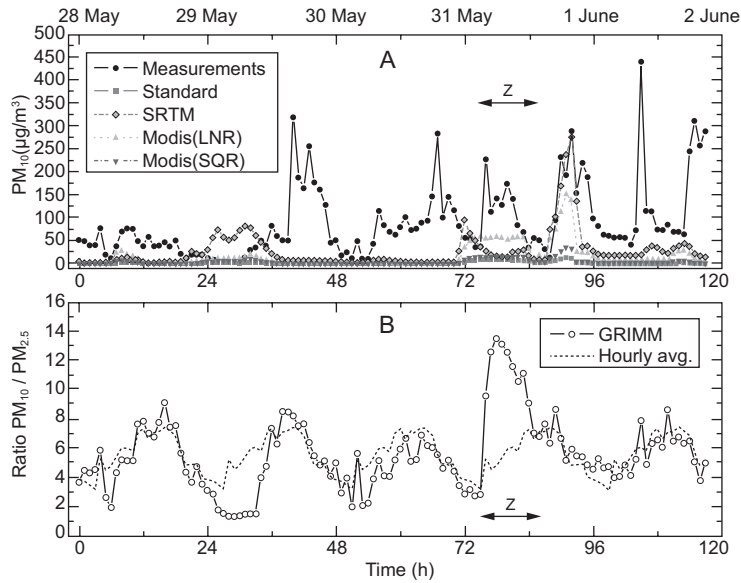 28 May 29 May 30 May 31 May 1 June 2 June
500
450
400
350
300
250
200
150
100
50
0
PM10(μg/m³)
A
Measurements
Standard
SRTM
Modis(LNR)
Modis(SQR)
Z
0 24 48 72 96 118
16
14
12
10
8
6
4
2
0
Ratio PM10 / PM2.5
B
GRIMM
Hourly avg.
Z
0 24 48 72 96 120
Time (h)